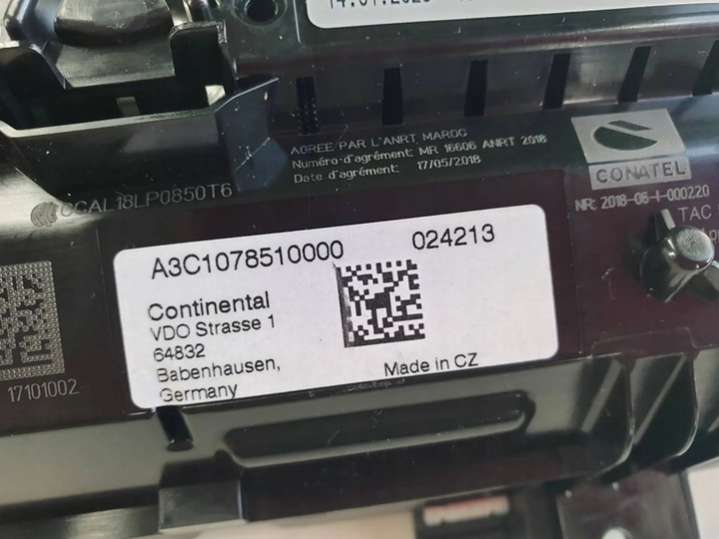 AGREE PAR L'ANRT MAROC
Numéro d'agrément: MR 16606 ANRT 2018
Date d'agrément: 17/05/2018
CONATEL
NR: 2018-06-I-000220
TAC
CCAL18LP0850T6
A3C1078510000 024213
Continental
VDO Strasse 1
64832
Babenhausen,
Germany
Made in CZ
17101002